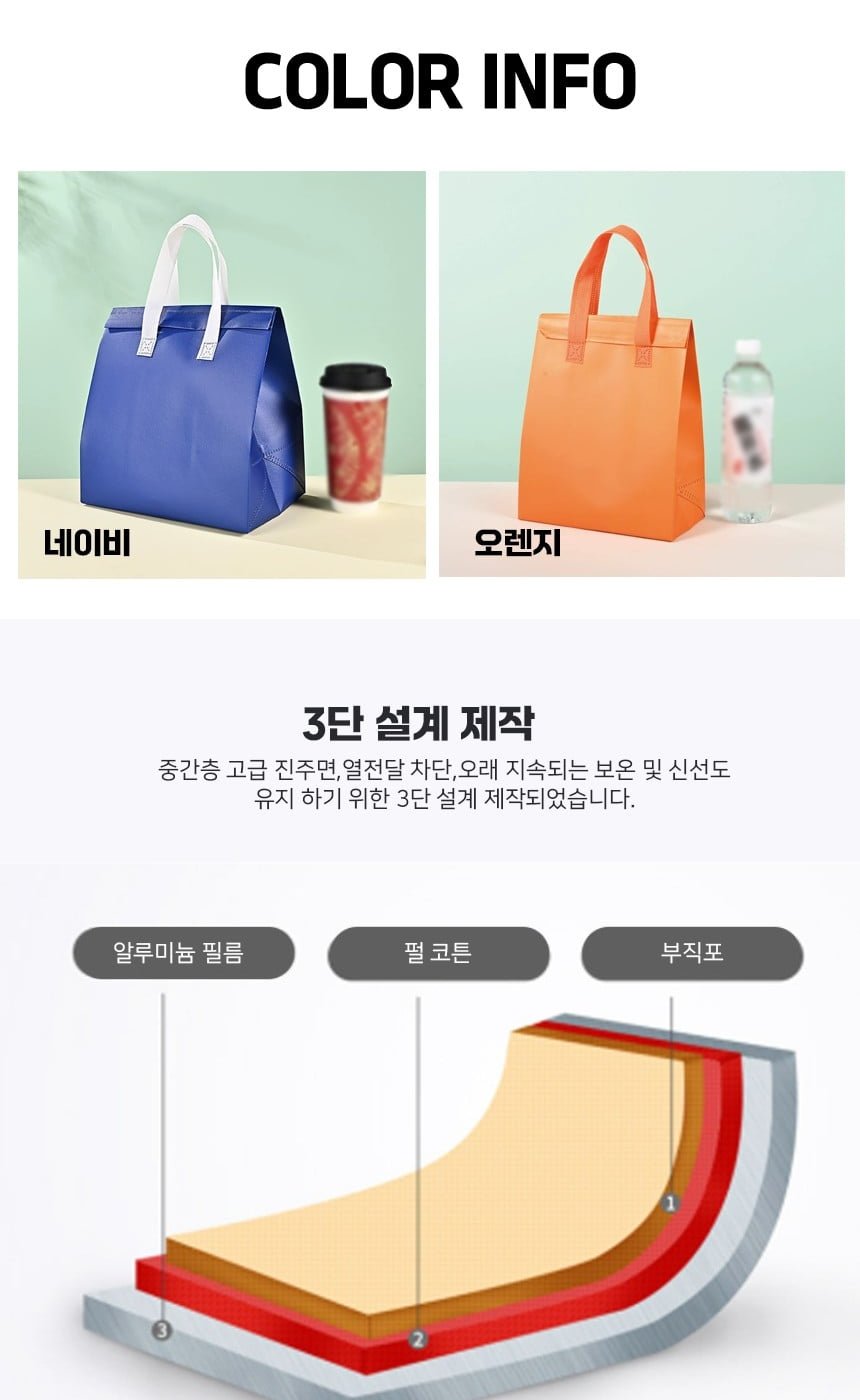 COLOR INFO
네이비
오렌지
3단 설계 제작
중간층 고급 진주면,열전달 차단,오래 지속되는 보온 및 신선도
유지 하기 위한 3단 설계 제작되었습니다.
알루미늄 필름
펄 코튼
부직포
1
3
2